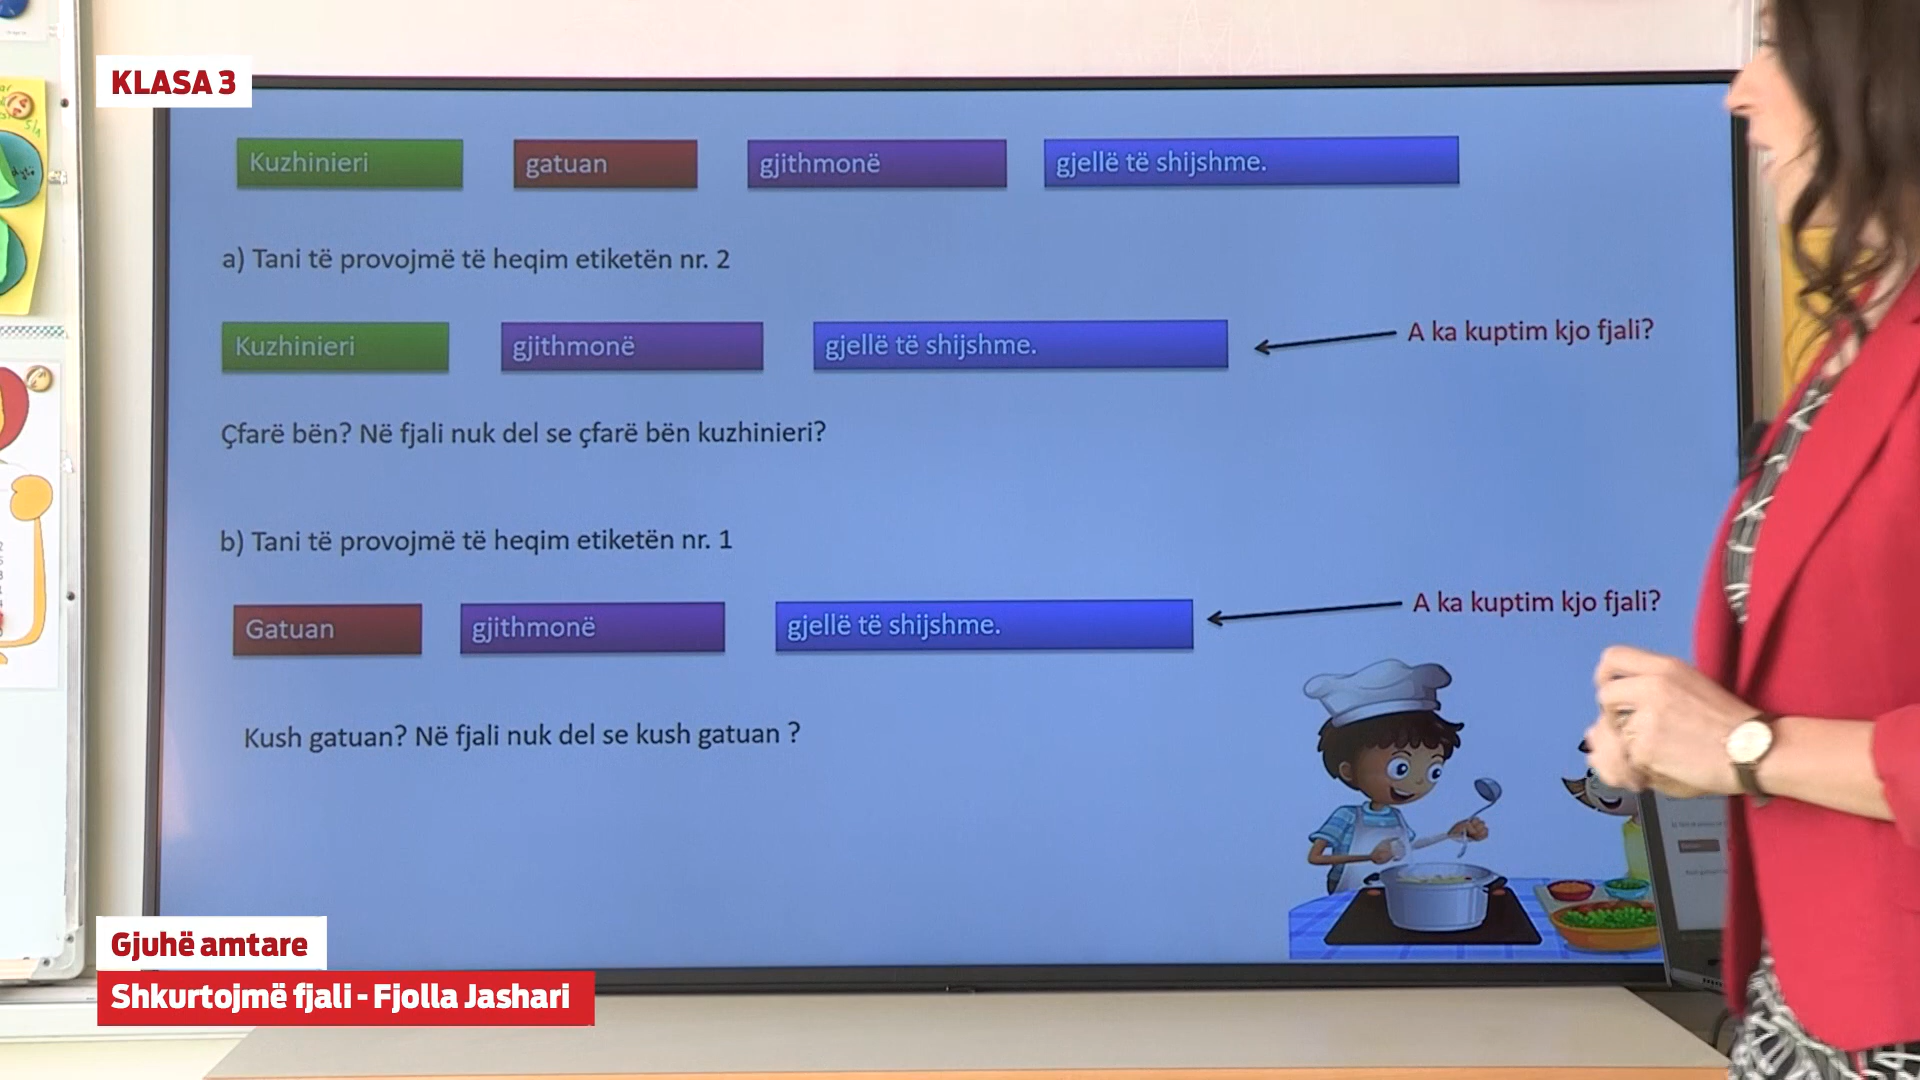 KLASA 3
Kuzhinieri gatuan gjithmonë gjellë të shijshme.
a) Tani të provojmë të heqim etiketën nr. 2
Kuzhinieri gjithmonë gjellë të shijshme. A ka kuptim kjo fjali?
Çfarë bën? Në fjali nuk del se çfarë bën kuzhinieri?
b) Tani të provojmë të heqim etiketën nr. 1
Gatuan gjithmonë gjellë të shijshme. A ka kuptim kjo fjali?
Kush gatuan? Në fjali nuk del se kush gatuan ?
Gjuhë amtare
Shkurtojmë fjali - Fjolla Jashari